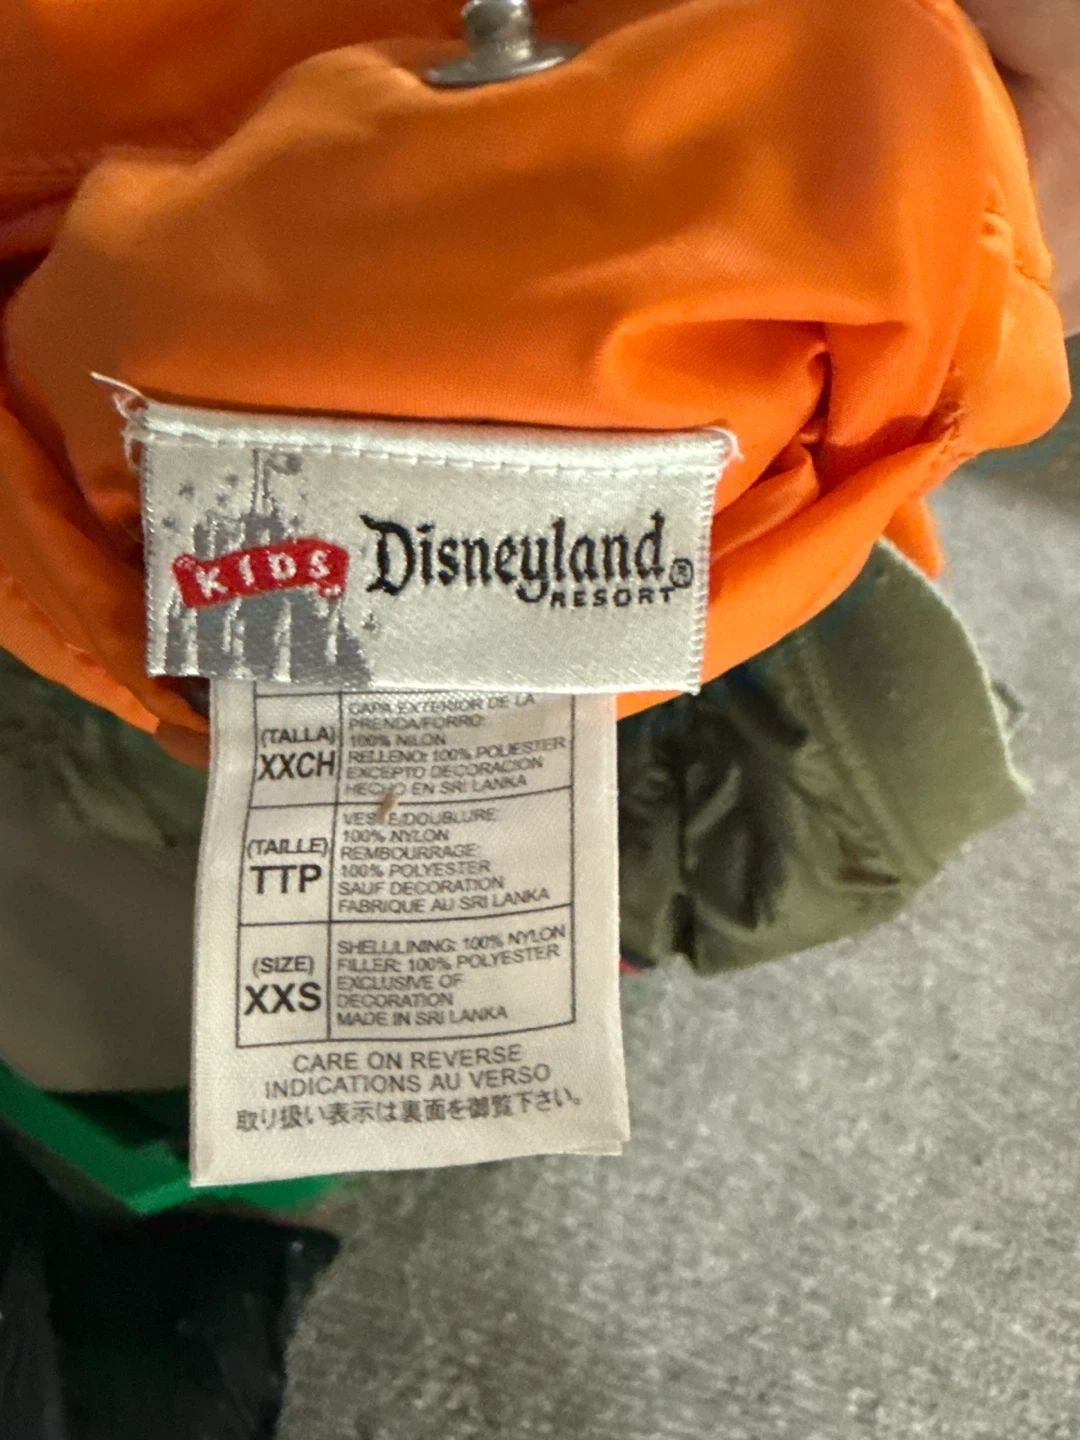 KIDS
Disneyland®
RESORT
(TALLA)
XXCH
CAPA EXTERIOR DE LA
PRENDA/FORRO:
100% NILON
RELLENO: 100% POLIESTER
EXCEPTO DECORACION
HECHO EN SRI LANKA
(TAILLE)
TTP
VESTE/DOUBLURE:
100% NYLON
REMBOURRAGE:
100% POLYESTER
SAUF DECORATION
FABRIQUE AU SRI LANKA
(SIZE)
XXS
SHELL/LINING: 100% NYLON
FILLER: 100% POLYESTER
EXCLUSIVE OF
DECORATION
MADE IN SRI LANKA
CARE ON REVERSE
INDICATIONS AU VERSO
取り扱い表示は裏面を御覧下さい。